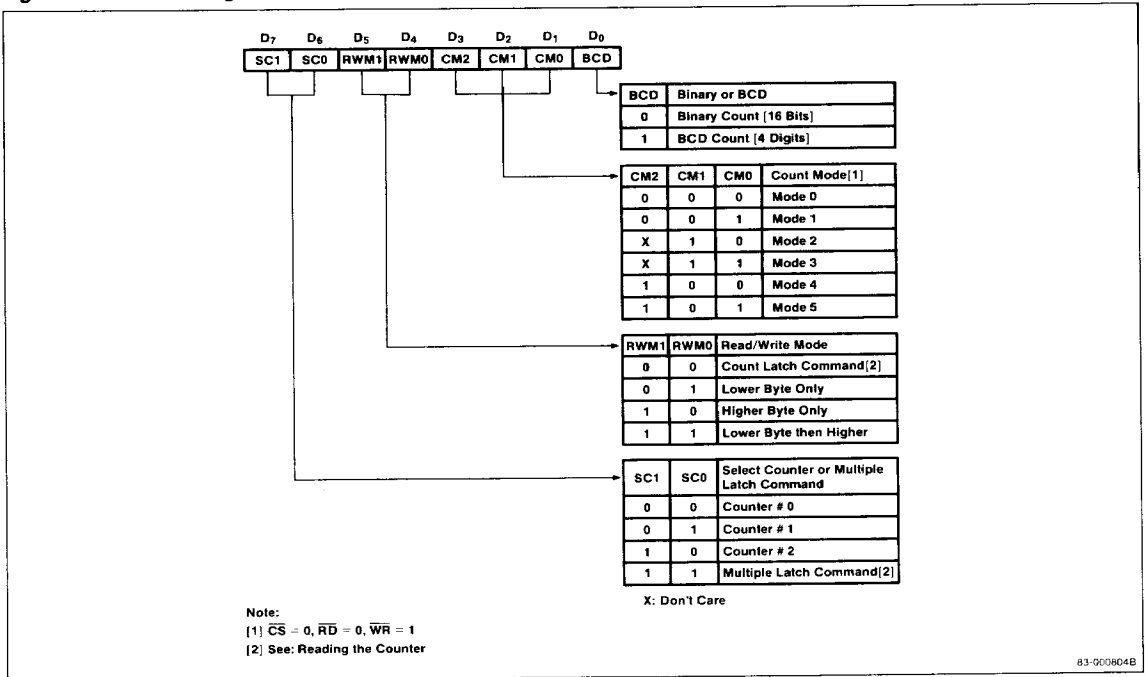 D7 D6 D5 D4 D3 D2 D1 D0
SC1 SC0 RWM1 RWM0 CM2 CM1 CM0 BCD
BCD Binary or BCD
0 Binary Count [16 Bits]
1 BCD Count [4 Digits]
CM2 CM1 CM0 Count Mode[1]
0 0 0 Mode 0
0 0 1 Mode 1
X 1 0 Mode 2
X 1 1 Mode 3
1 0 0 Mode 4
1 0 1 Mode 5
RWM1 RWM0 Read/Write Mode
0 0 Count Latch Command[2]
0 1 Lower Byte Only
1 0 Higher Byte Only
1 1 Lower Byte then Higher
SC1 SC0 Select Counter or Multiple
Latch Command
0 0 Counter # 0
0 1 Counter # 1
1 0 Counter # 2
1 1 Multiple Latch Command[2]
X: Don't Care
Note:
[1] C̅S̅ = 0, R̅D̅ = 0, W̅R̅ = 1
[2] See: Reading the Counter
83-000804B